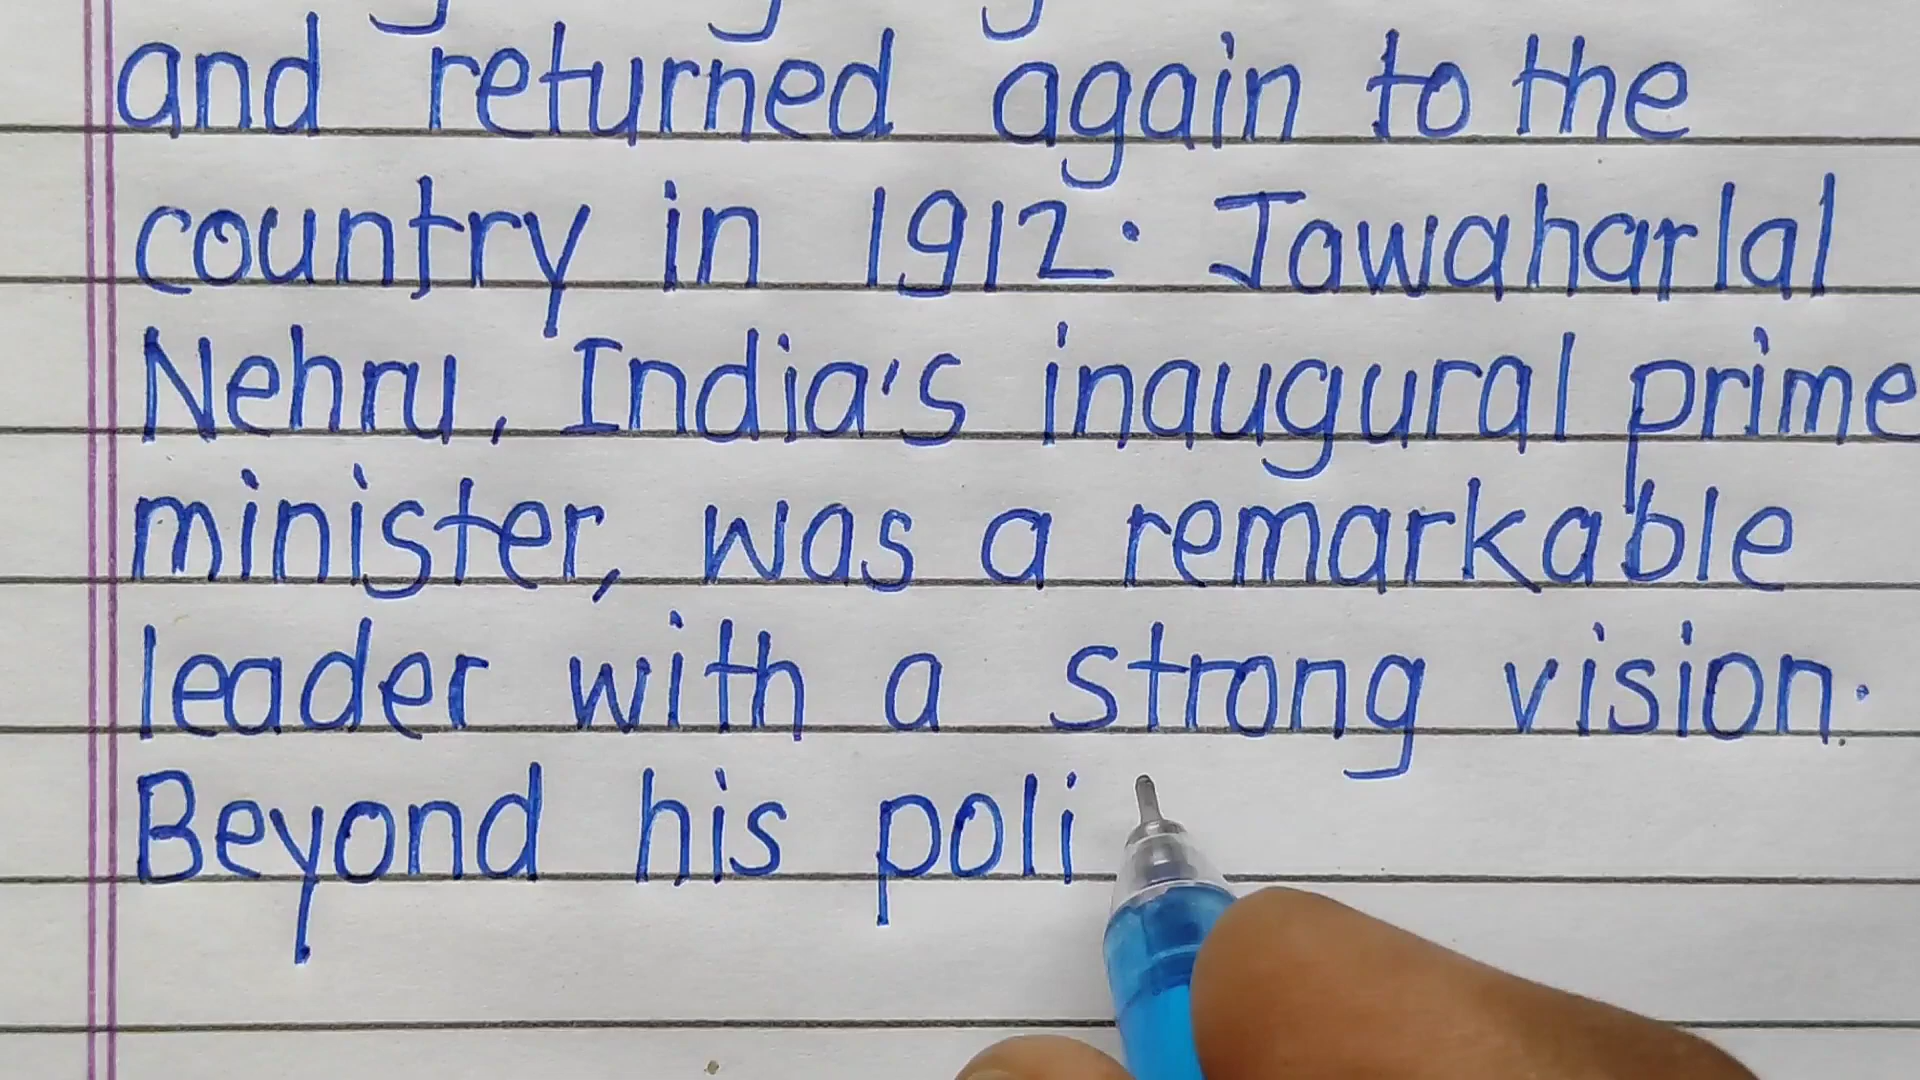 and returned again to the
country in 1912. Jawaharlal
Nehru, India's inaugural prime
minister, was a remarkable
leader with a strong vision.
Beyond his poli